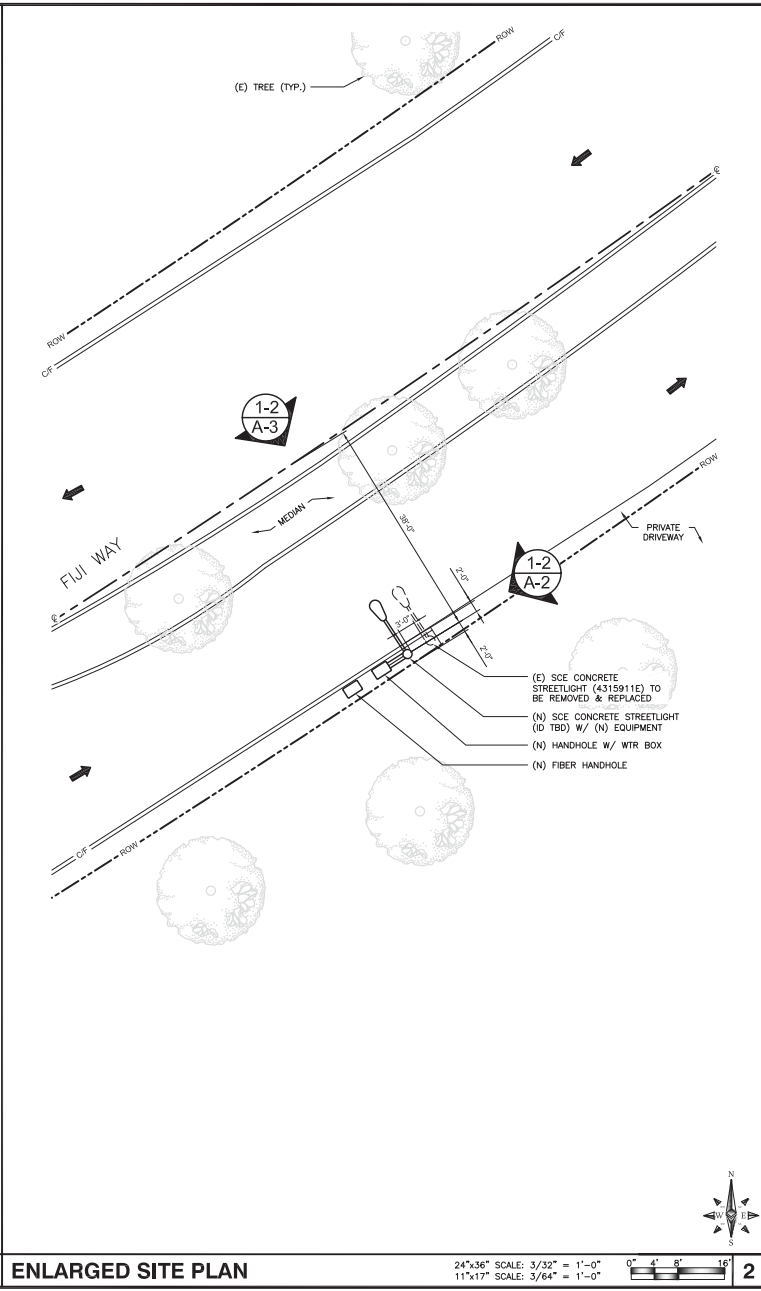 ROW
C/F
(E) TREE (TYP.)
℄
ROW
C/F
1-2
A-3
MEDIAN
38'-0"
ROW
PRIVATE
DRIVEWAY
FIJI WAY
1-2
A-2
2'-0"
℄
3'-0"
2'-0"
(E) SCE CONCRETE
STREETLIGHT (4315911E) TO
BE REMOVED & REPLACED
(N) SCE CONCRETE STREETLIGHT
(ID TBD) W/ (N) EQUIPMENT
(N) HANDHOLE W/ WTR BOX
(N) FIBER HANDHOLE
C/F
ROW
N
W E
S
ENLARGED SITE PLAN
24"x36" SCALE: 3/32" = 1'-0"
11"x17" SCALE: 3/64" = 1'-0"
0" 4' 8' 16'
2